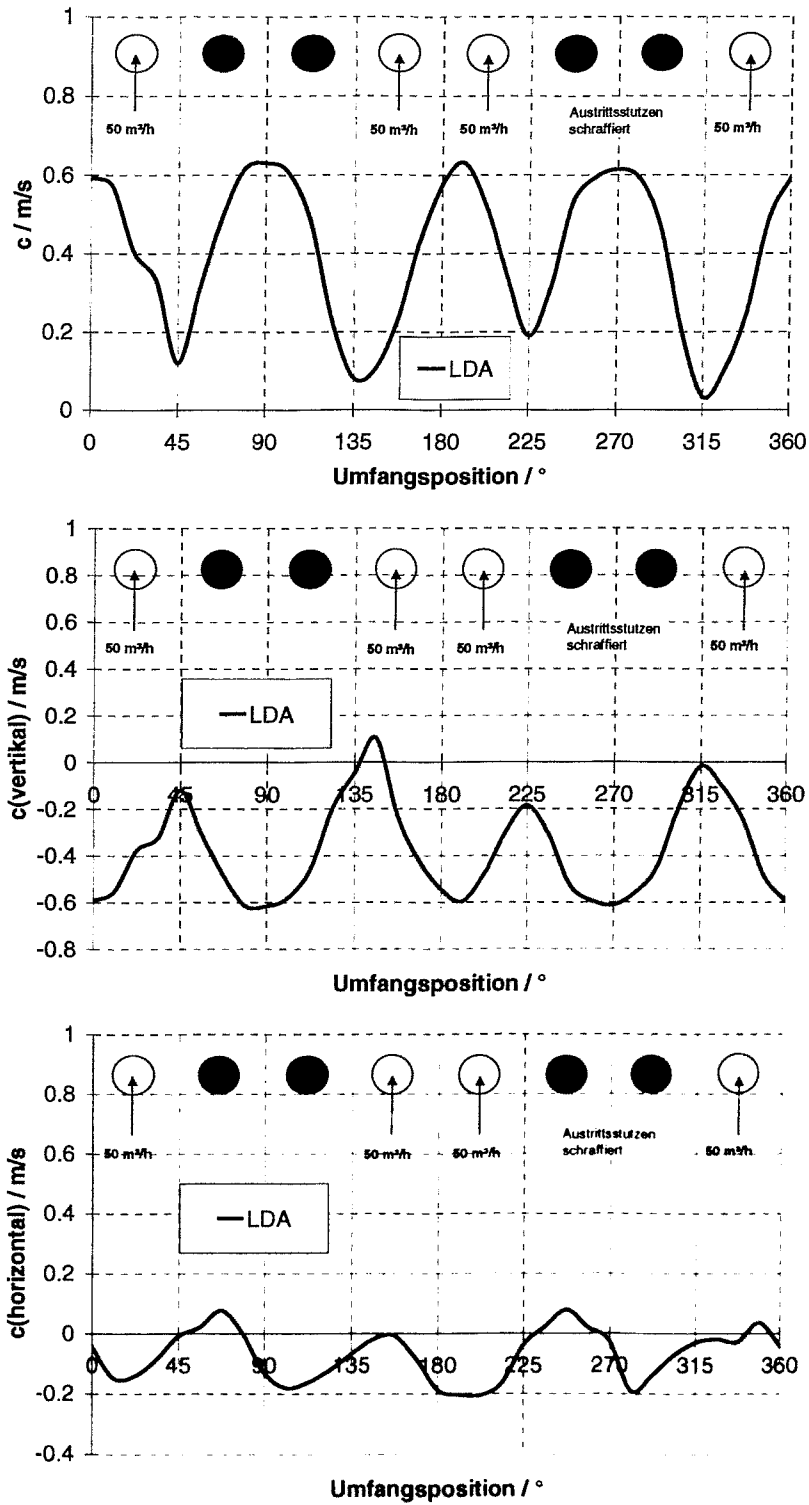 1
0.8
0.6
0.4
0.2
0
c / m/s
50 m³/h
50 m³/h
50 m³/h
Austrittsstutzen
schraffiert
50 m³/h
LDA
0 45 90 135 180 225 270 315 360
Umfangsposition / °
1
0.8
0.6
0.4
0.2
0
-0.2
-0.4
-0.6
-0.8
c(vertikal) / m/s
50 m³/h
50 m³/h
50 m³/h
Austrittsstutzen
schraffiert
50 m³/h
LDA
0 45 90 135 180 225 270 315 360
Umfangsposition / °
1
0.8
0.6
0.4
0.2
0
-0.2
-0.4
c(horizontal) / m/s
50 m³/h
50 m³/h
50 m³/h
Austrittsstutzen
schraffiert
50 m³/h
LDA
0 45 90 135 180 225 270 315 360
Umfangsposition / °